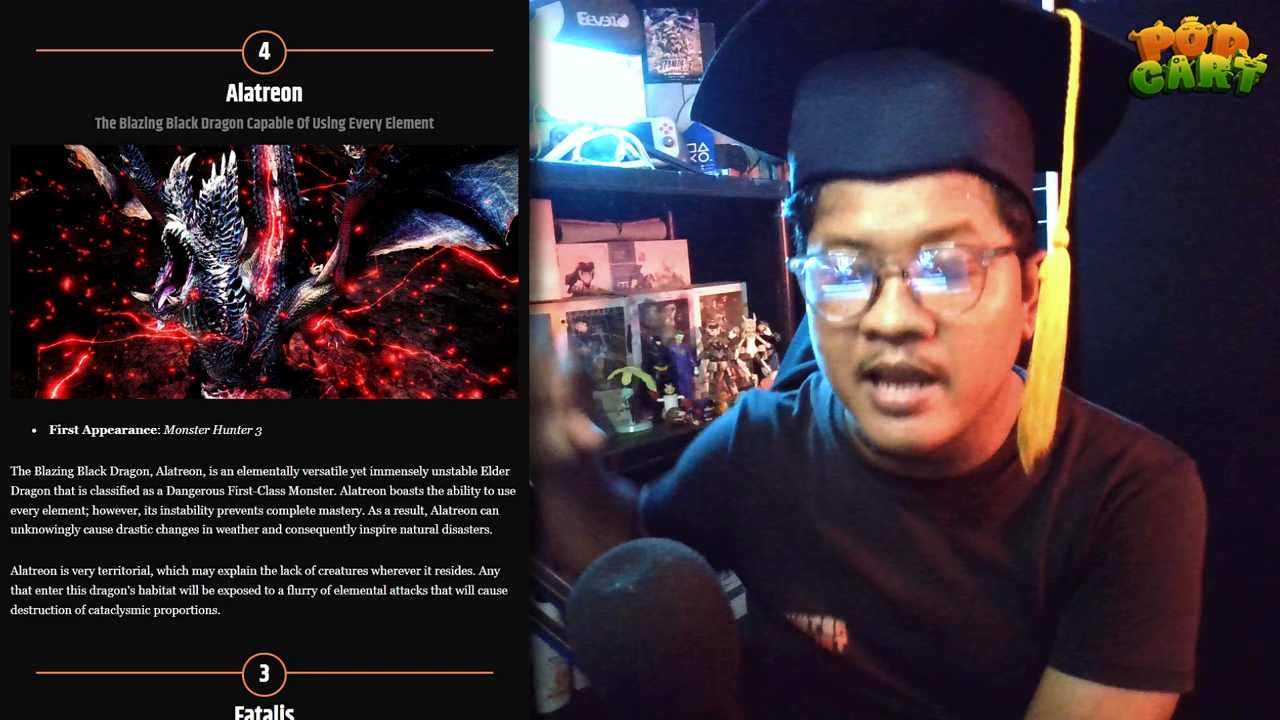 4
Alatreon
The Blazing Black Dragon Capable Of Using Every Element
• First Appearance: Monster Hunter 3
The Blazing Black Dragon, Alatreon, is an elementally versatile yet immensely unstable Elder
Dragon that is classified as a Dangerous First-Class Monster. Alatreon boasts the ability to use
every element; however, its instability prevents complete mastery. As a result, Alatreon can
unknowingly cause drastic changes in weather and consequently inspire natural disasters.
Alatreon is very territorial, which may explain the lack of creatures wherever it resides. Any
that enter this dragon's habitat will be exposed to a flurry of elemental attacks that will cause
destruction of cataclysmic proportions.
3
Fatalis
POD
CART